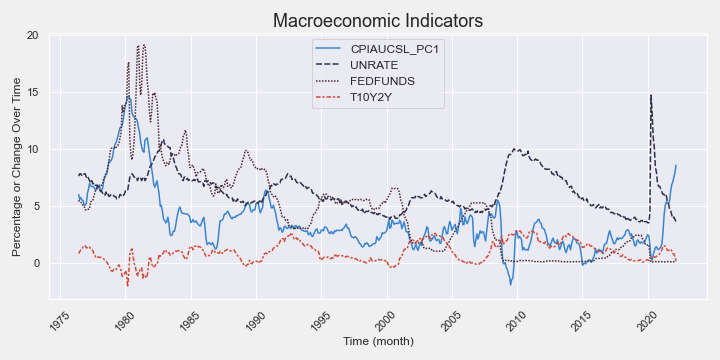 Macroeconomic Indicators
Percentage or Change Over Time
20
15
10
5
0
CPIAUCSL_PC1
UNRATE
FEDFUNDS
T10Y2Y
1975
1980
1985
1990
1995
2000
2005
2010
2015
2020
Time (month)